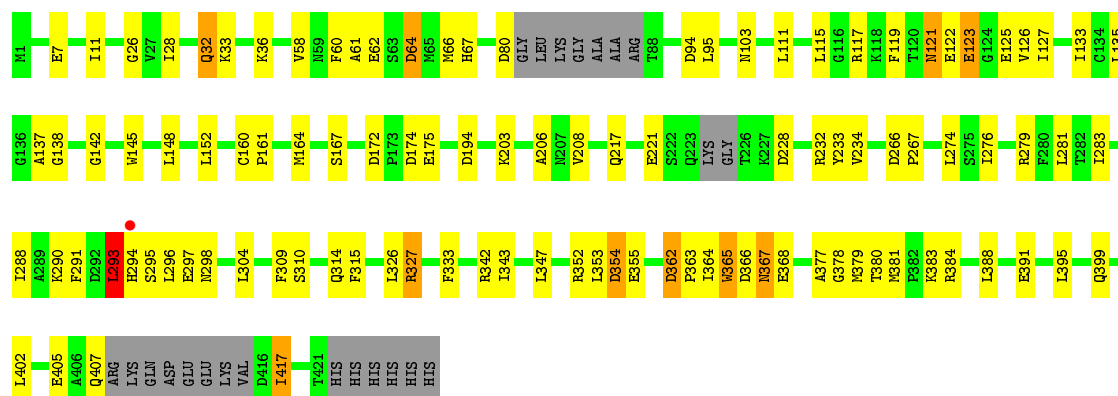 M1 E7 I11 G26 V27 I28 Q32 K33 K36 V58 N59 F60 A61 E62 S63 D64 M65 M66 H67 D80 GLY LEU LYS GLY ALA ALA ARG T88 D94 L95 N103 L111 L115 G116 R117 K118 F119 T120 N121 E122 E123 G124 E125 V126 I127 I133 C134 L135
G136 A137 G138 G142 W145 L148 L152 C160 P161 M164 S167 D172 P173 D174 E175 D194 K203 A206 N207 V208 Q217 E221 S222 Q223 LYS GLY T226 K227 D228 R232 Y233 V234 D266 P267 L274 S275 I276 R279 F280 L281 T282 I283
I288 A289 K290 F291 D292 L293 H294 S295 L296 E297 N298 L304 F309 S310 Q314 F315 L326 R327 F333 R342 I343 L347 R352 L353 D354 E355 D362 P363 I364 W365 D366 N367 E368 A377 G378 M379 T380 M381 P382 K383 R384 L388 E391 L395 Q399
L402 E405 A406 Q407 ARG LYS GLN ASP GLU GLU LYS VAL D416 I417 T421 HIS HIS HIS HIS HIS HIS